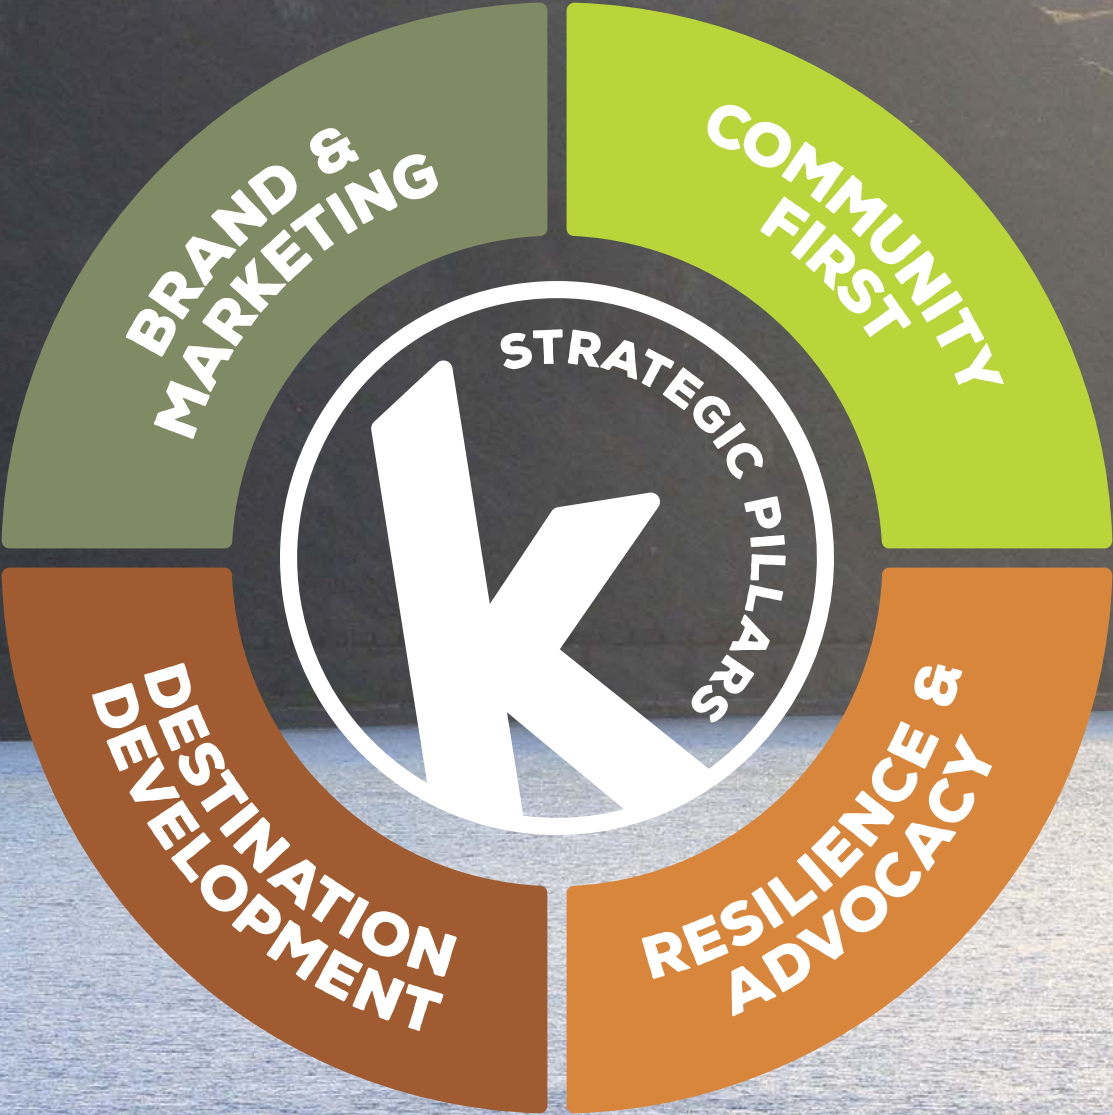 BRAND &
MARKETING
COMMUNITY
FIRST
STRATEGIC PILLARS
k
DESTINATION
DEVELOPMENT
RESILIENCE &
ADVOCACY